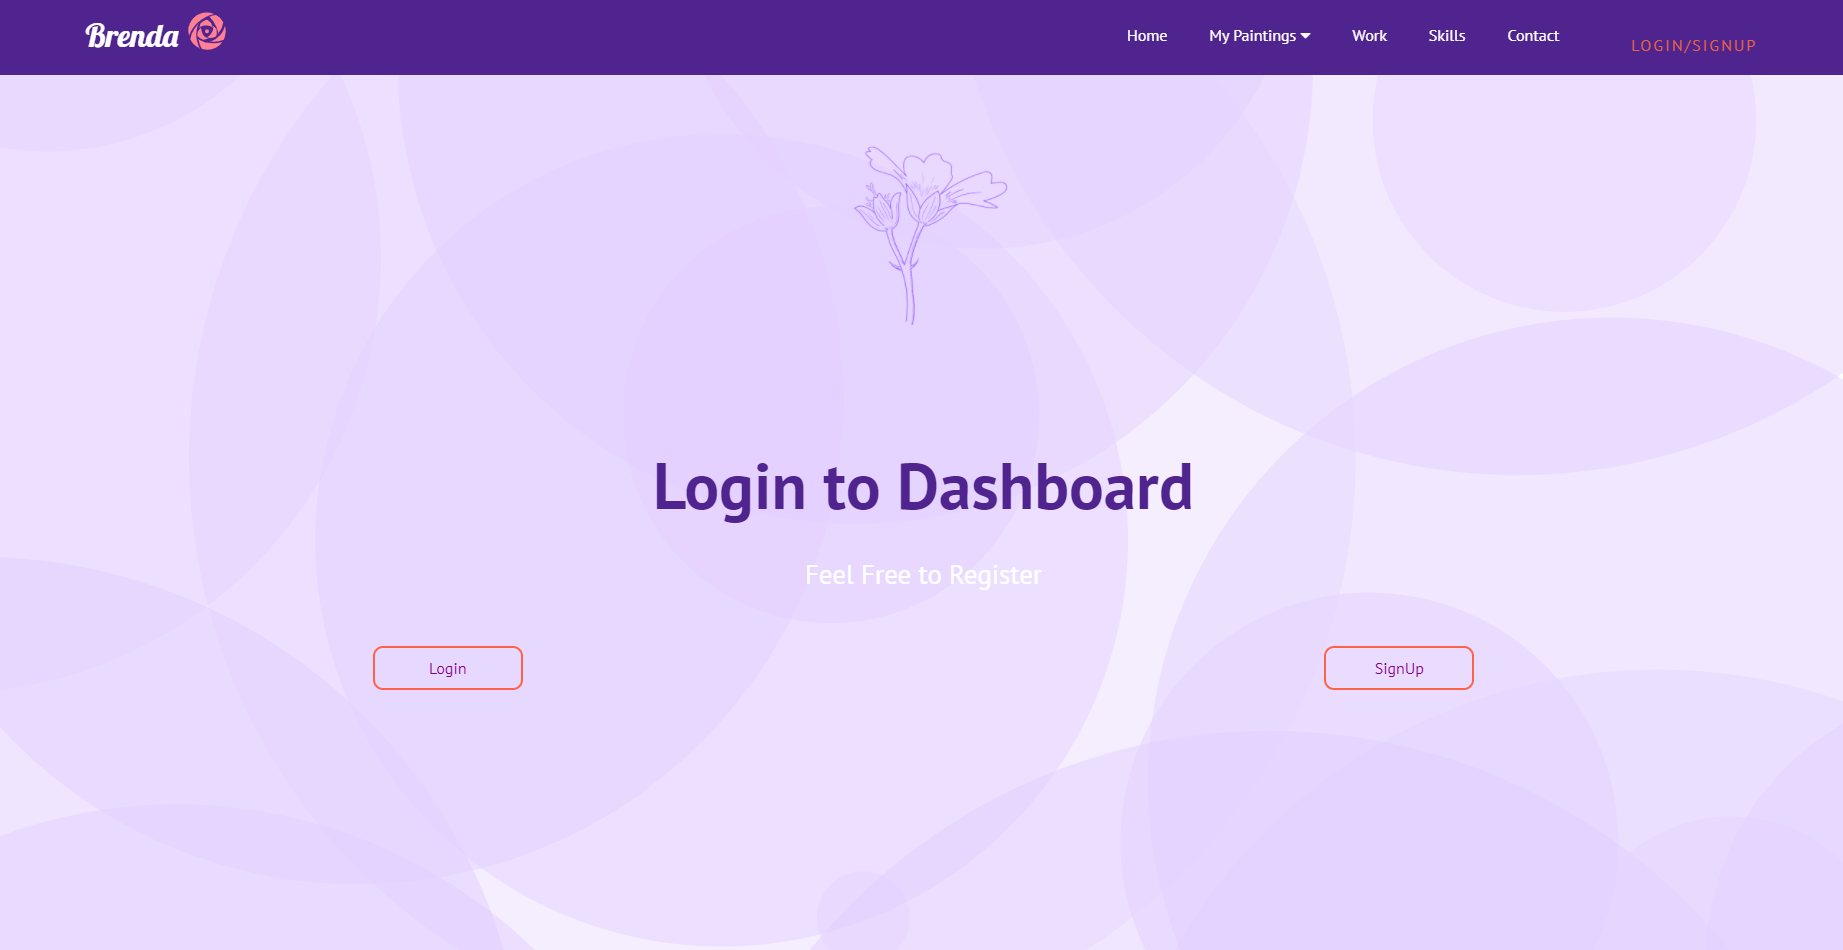 Brenda
Home My Paintings Work Skills Contact LOGIN/SIGNUP
Login to Dashboard
Feel Free to Register
Login SignUp